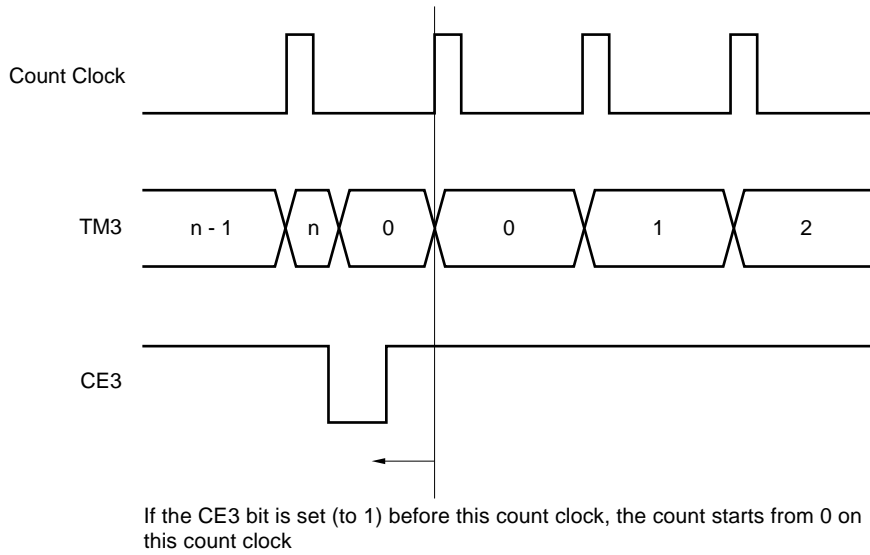 Count Clock
TM3
n - 1
n
0
0
1
2
CE3
If the CE3 bit is set (to 1) before this count clock, the count starts from 0 on
this count clock